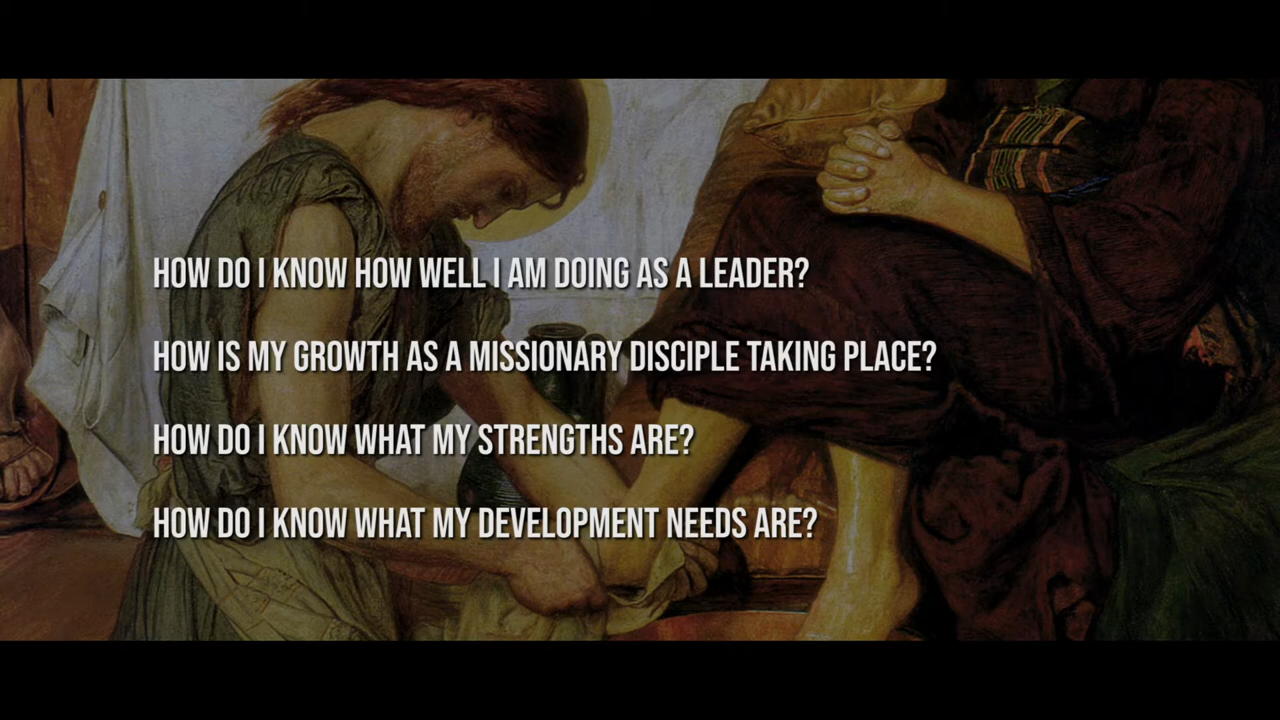 HOW DO I KNOW HOW WELL I AM DOING AS A LEADER?
HOW IS MY GROWTH AS A MISSIONARY DISCIPLE TAKING PLACE?
HOW DO I KNOW WHAT MY STRENGTHS ARE?
HOW DO I KNOW WHAT MY DEVELOPMENT NEEDS ARE?